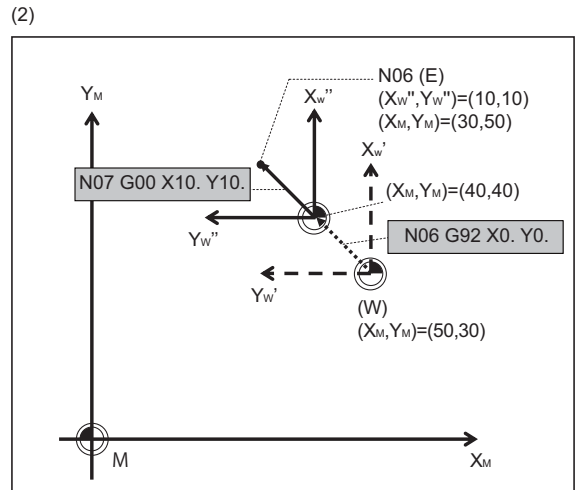 (2)
N06 (E)
(Xw",Yw")=(10,10)
(XM,YM)=(30,50)
YM
Xw"
Xw'
N07 G00 X10. Y10.
(XM,YM)=(40,40)
Yw"
N06 G92 X0. Y0.
Yw'
(W)
(XM,YM)=(50,30)
M
XM